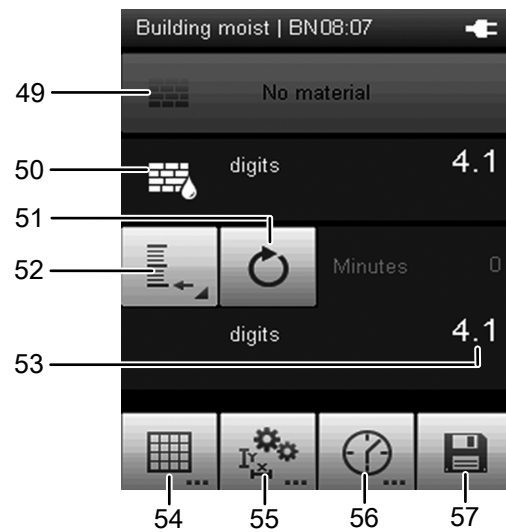 Building moist | BN08:07
49
No material
50
digits 4.1
51
52
Minutes 0
digits 4.1
53
IY
X
54 55 56 57